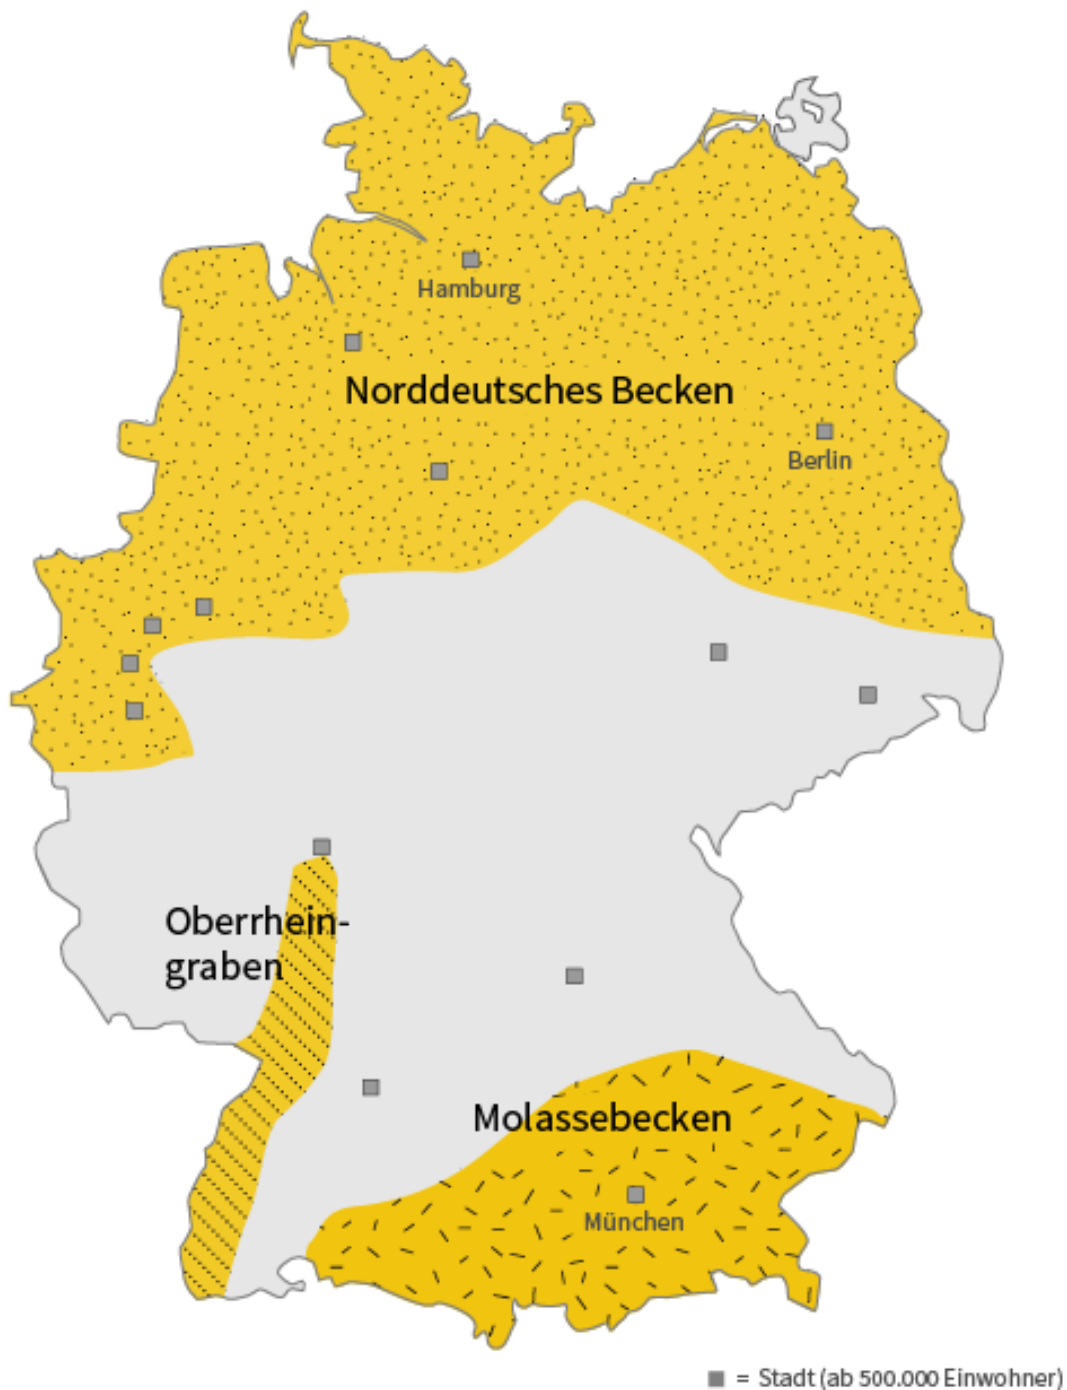 Hamburg
Norddeutsches Becken
Berlin
Oberrhein-
graben
Molassebecken
München
= Stadt (ab 500.000 Einwohner)